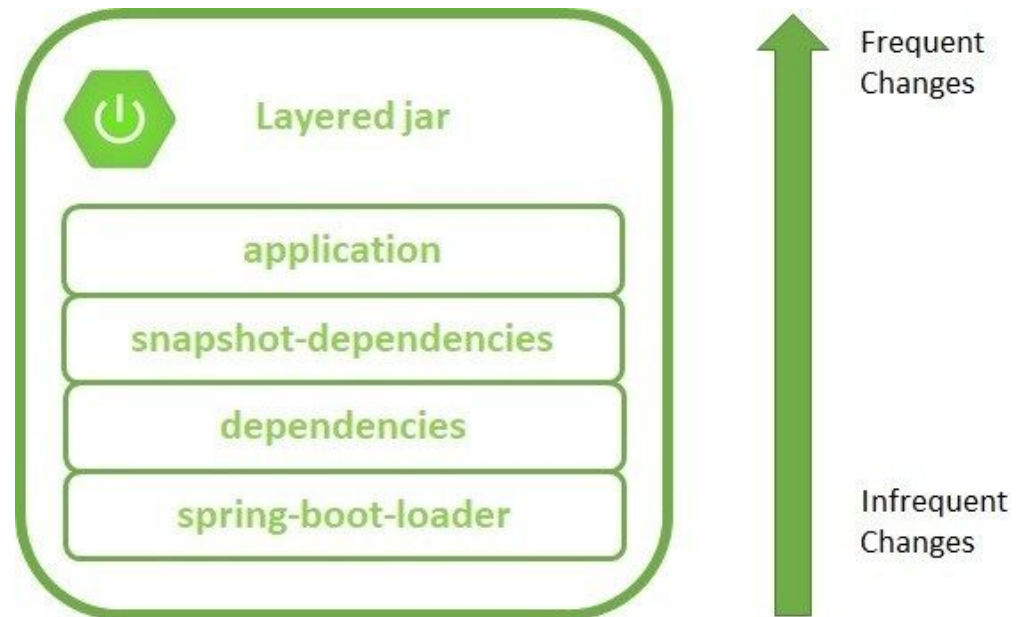 Layered jar
application
snapshot-dependencies
dependencies
spring-boot-loader
Frequent
Changes
Infrequent
Changes